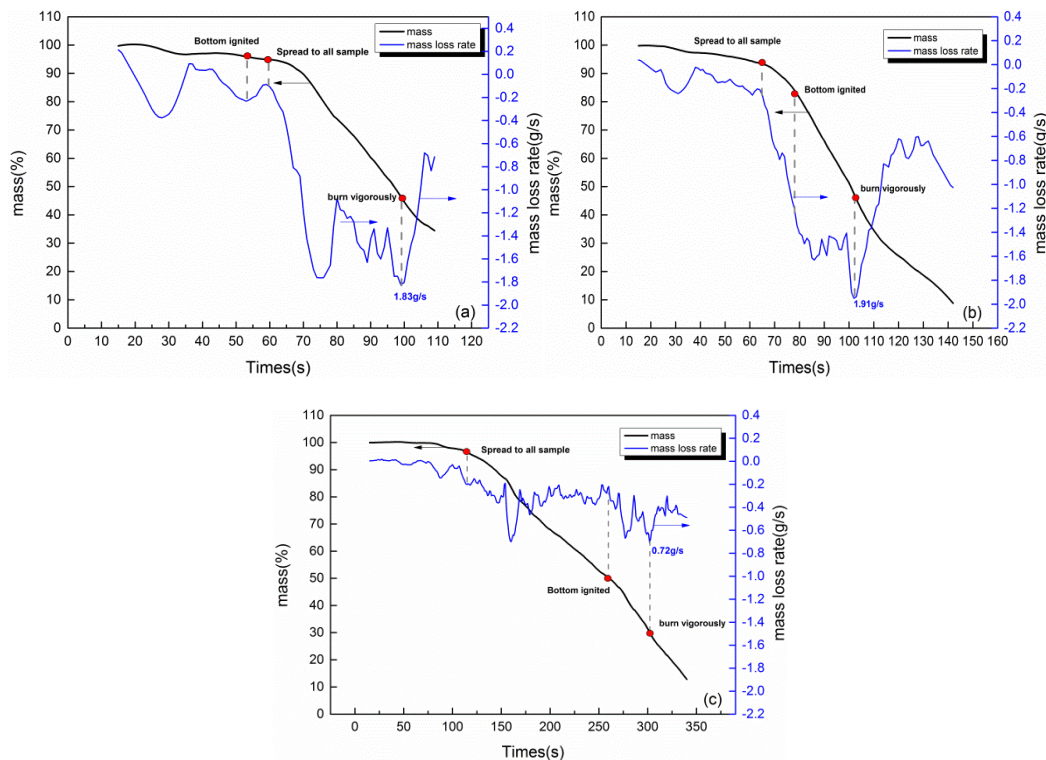 110
100
90
80
70
60
50
40
30
20
10
0
mass(%)
0 10 20 30 40 50 60 70 80 90 100 110 120
Times(s)
0.4
0.2
0.0
-0.2
-0.4
-0.6
-0.8
-1.0
-1.2
-1.4
-1.6
-1.8
-2.0
-2.2
mass loss rate(g/s)
mass
mass loss rate
Bottom ignited
Spread to all sample
burn vigorously
1.83g/s
(a)
110
100
90
80
70
60
50
40
30
20
10
0
mass(%)
0 10 20 30 40 50 60 70 80 90 100 110 120 130 140 150 160
Times(s)
0.4
0.2
0.0
-0.2
-0.4
-0.6
-0.8
-1.0
-1.2
-1.4
-1.6
-1.8
-2.0
-2.2
mass loss rate(g/s)
mass
mass loss rate
Spread to all sample
Bottom ignited
burn vigorously
1.91g/s
(b)
110
100
90
80
70
60
50
40
30
20
10
0
mass(%)
0 50 100 150 200 250 300 350
Times(s)
0.4
0.2
0.0
-0.2
-0.4
-0.6
-0.8
-1.0
-1.2
-1.4
-1.6
-1.8
-2.0
-2.2
mass loss rate(g/s)
mass
mass loss rate
Spread to all sample
0.72g/s
Bottom ignited
burn vigorously
(c)